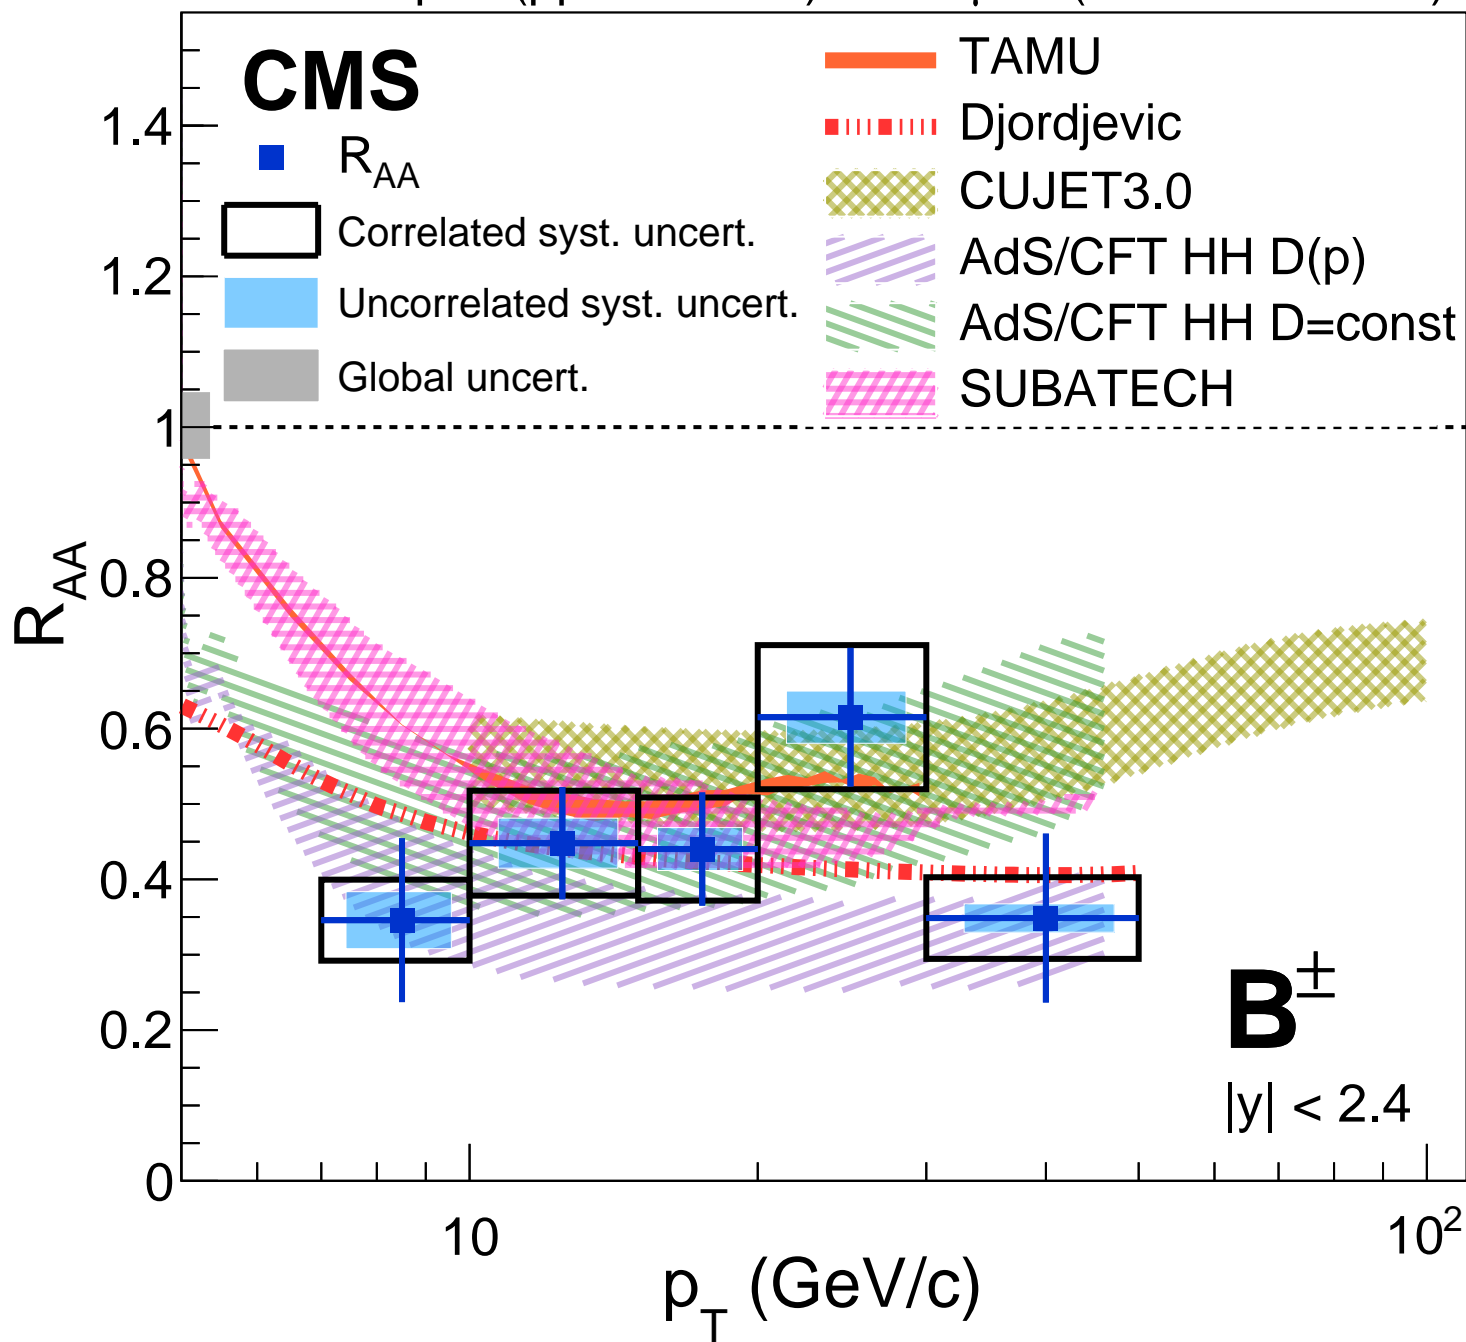 CMS
R_AA
Correlated syst. uncert.
Uncorrelated syst. uncert.
Global uncert.
TAMU
Djordjevic
CUJET3.0
AdS/CFT HH D(p)
AdS/CFT HH D=const
SUBATECH
1.4
1.2
1
0.8
0.6
0.4
0.2
0
R_AA
B^±
|y| < 2.4
10
10²
p_T (GeV/c)